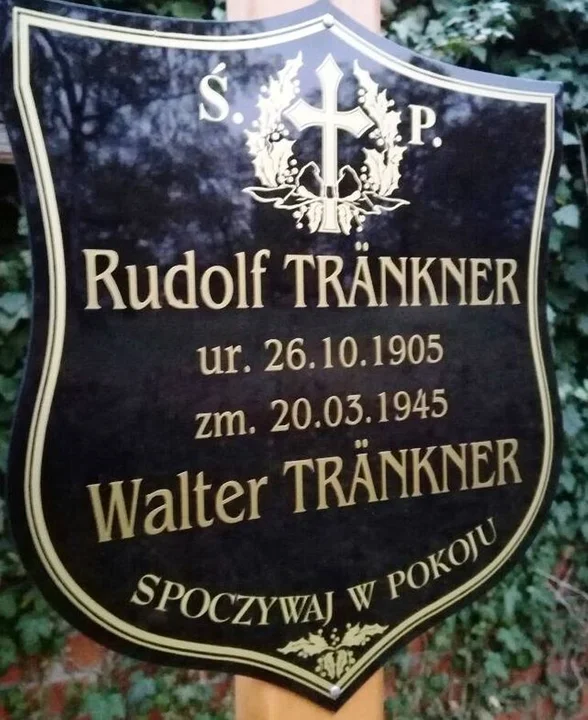 Ś. P.
Rudolf TRÄNKNER
ur. 26.10.1905
zm. 20.03.1945
Walter TRÄNKNER
SPOCZYWAJ W POKOJU